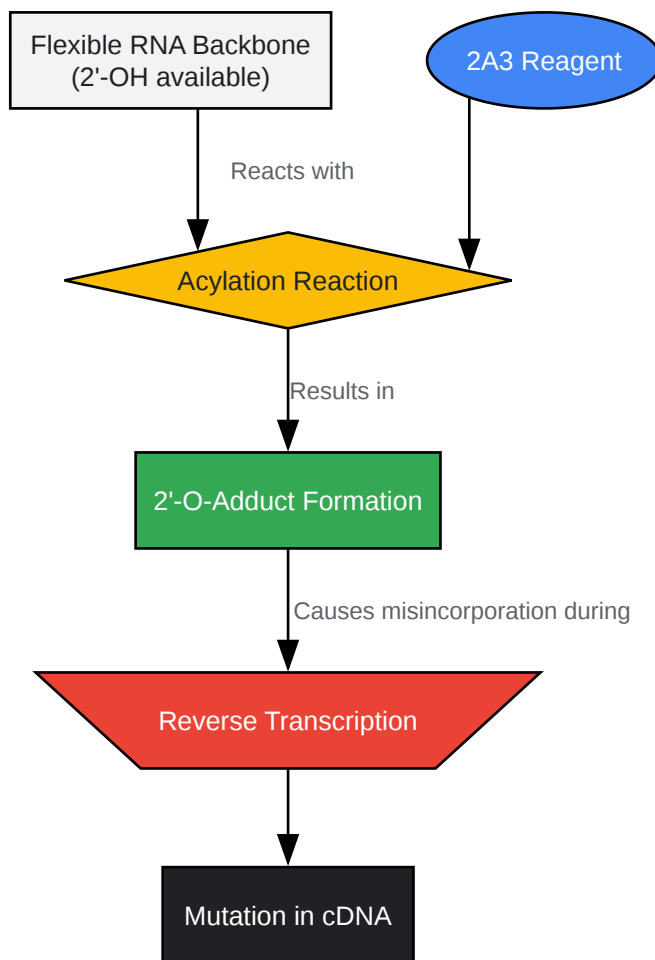 Flexible RNA Backbone
(2'-OH available)
2A3 Reagent
Reacts with
Acylation Reaction
Results in
2'-O-Adduct Formation
Causes misincorporation during
Reverse Transcription
Mutation in cDNA